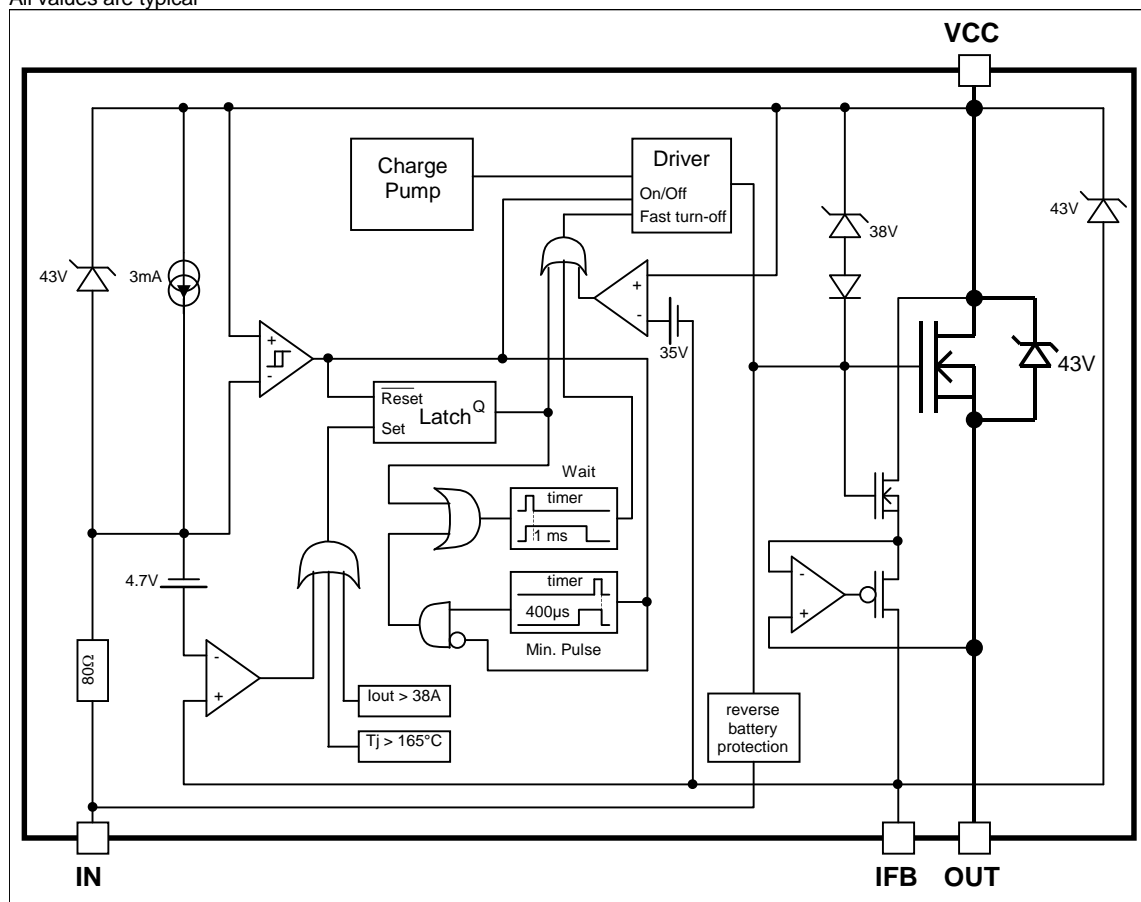 All values are typical
VCC
Charge
Pump
Driver
On/Off
Fast turn-off
43V
3mA
38V
43V
+
-
+
-
35V
43V
Reset
Latch
Q
Set
Wait
timer
1 ms
4.7V
timer
400µs
Min. Pulse
-
+
80Ω
-
+
Iout > 38A
Tj > 165°C
reverse
battery
protection
IN
IFB
OUT